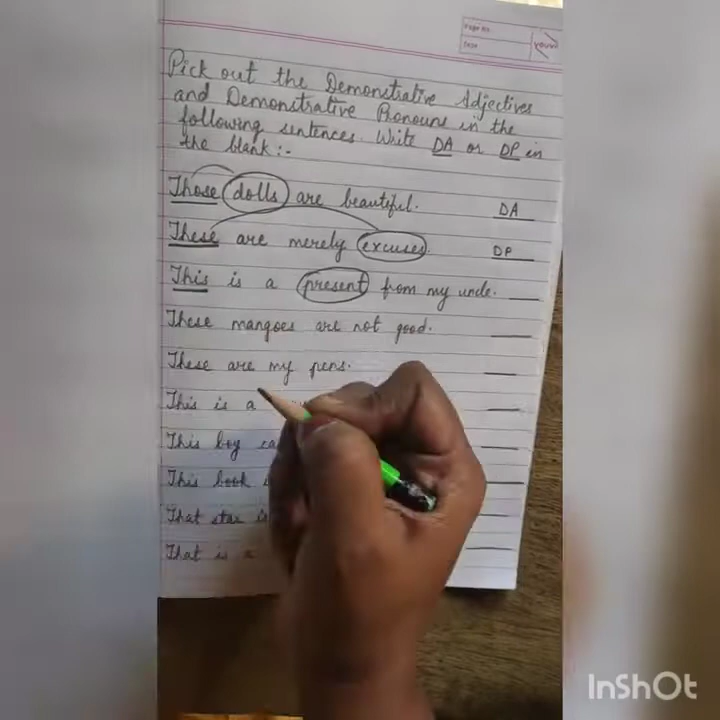 Page No.
Date
YOUVA
Pick out the Demonstrative Adjectives
and Demonstrative Pronouns in the
following sentences. Write DA or DP in
the blank :-
Those dolls are beautiful. DA
These are merely excuses. DP
This is a present from my uncle.
These mangoes are not good.
These are my pens.
This is a
This boy
This book
That star is
That is a
InShOt